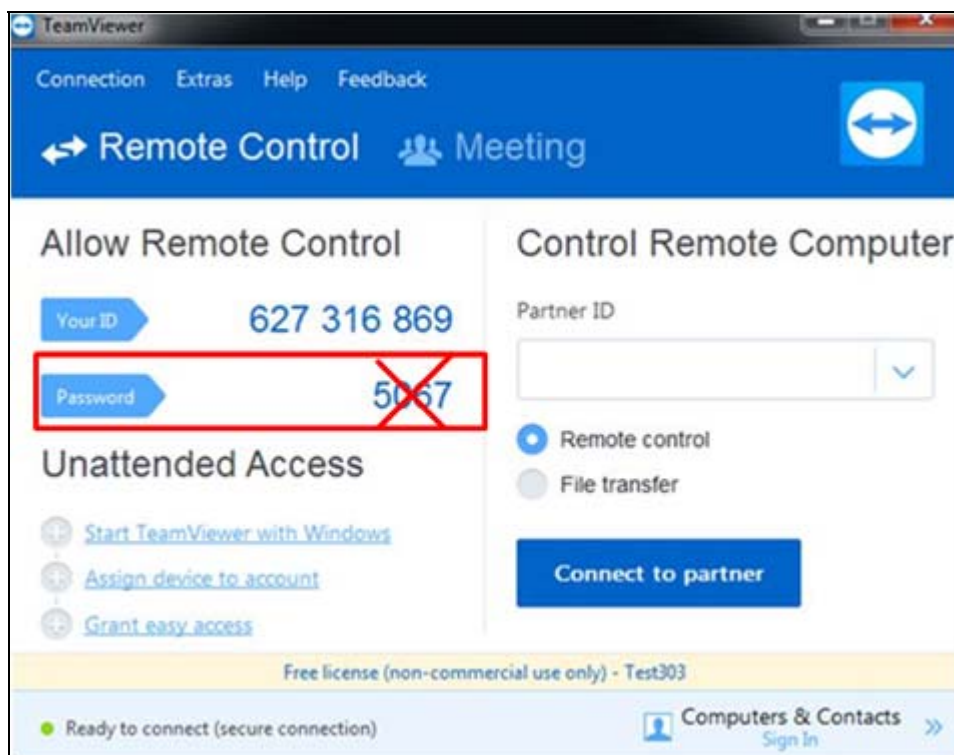 TeamViewer
Connection Extras Help Feedback
Remote Control Meeting
Allow Remote Control
Your ID 627 316 869
Password 5067
Unattended Access
Start TeamViewer with Windows
Assign device to account
Grant easy access
Control Remote Computer
Partner ID
Remote control
File transfer
Connect to partner
Free license (non-commercial use only) - Test303
Ready to connect (secure connection)
Computers & Contacts
Sign In